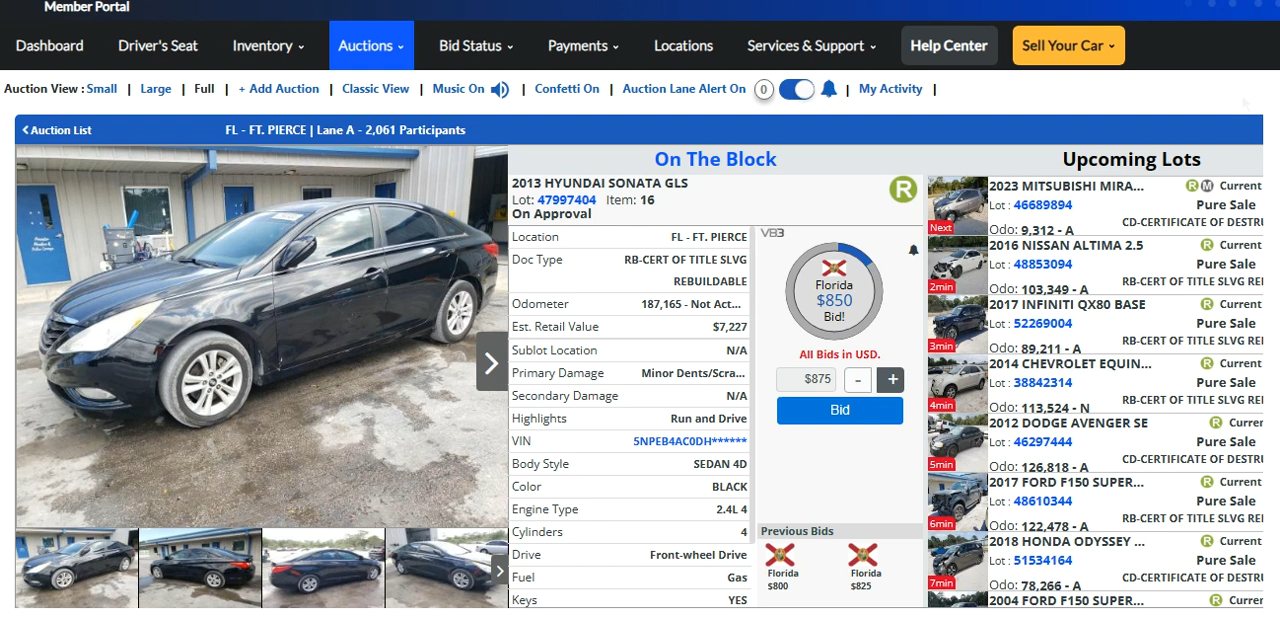 Member Portal
Dashboard Driver's Seat Inventory Auctions Bid Status Payments Locations Services & Support Help Center Sell Your Car
Auction View : Small | Large | Full | + Add Auction | Classic View | Music On | Confetti On | Auction Lane Alert On 0 | My Activity |
Auction List FL - FT. PIERCE | Lane A - 2,061 Participants
On The Block
2013 HYUNDAI SONATA GLS
Lot: 47997404 Item: 16
On Approval
R
Location FL - FT. PIERCE
Doc Type RB-CERT OF TITLE SLVG
REBUILDABLE
Odometer 187,165 - Not Act...
Est. Retail Value $7,227
Sublot Location N/A
Primary Damage Minor Dents/Scra...
Secondary Damage N/A
Highlights Run and Drive
VIN 5NPEB4AC0DH******
Body Style SEDAN 4D
Color BLACK
Engine Type 2.4L 4
Cylinders 4
Drive Front-wheel Drive
Fuel Gas
Keys YES
VB3
Florida
$850
Bid!
All Bids in USD.
$875 - +
Bid
Previous Bids
Florida Florida
$800 $825
Upcoming Lots
2023 MITSUBISHI MIRA... R M Current
Lot : 46689894 Pure Sale
Next
CD-CERTIFICATE OF DESTRU
Odo: 9,312 - A
2016 NISSAN ALTIMA 2.5 R Current
Lot : 48853094 Pure Sale
2min
RB-CERT OF TITLE SLVG REI
Odo: 103,349 - A
2017 INFINITI QX80 BASE R Current
Lot : 52269004 Pure Sale
3min
RB-CERT OF TITLE SLVG REI
Odo: 89,211 - A
2014 CHEVROLET EQUIN... R Current
Lot : 38842314 Pure Sale
4min
RB-CERT OF TITLE SLVG REI
Odo: 113,524 - N
2012 DODGE AVENGER SE R Currer
Lot : 46297444 Pure Sale
5min
CD-CERTIFICATE OF DESTRU
Odo: 126,818 - A
2017 FORD F150 SUPER... R Current
Lot : 48610344 Pure Sale
6min
RB-CERT OF TITLE SLVG REI
Odo: 122,478 - A
2018 HONDA ODYSSEY ... R Current
Lot : 51534164 Pure Sale
7min
CD-CERTIFICATE OF DESTRU
Odo: 78,266 - A
2004 FORD F150 SUPER... R Currer